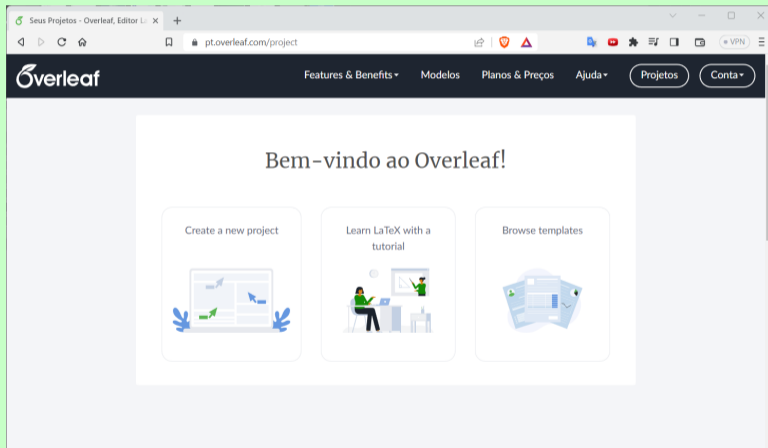 Seus Projetos - Overleaf, Editor La
pt.overleaf.com/project
VPN
Overleaf
Features & Benefits
Modelos
Planos & Preços
Ajuda
Projetos
Conta
Bem-vindo ao Overleaf!
Create a new project
Learn LaTeX with a
tutorial
Browse templates